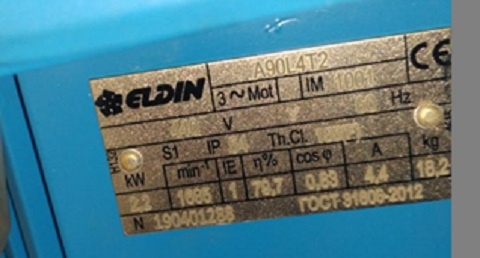 ELDIN A90L4T2 CE
3 ~ Mot IM 1001
V Hz
S1 IP Th.Cl.
kW min⁻¹ IE η% cos φ A kg
2.2 1 78,7 0,83 4,4 18,2
N 190401288 ГОСТ 31606-2012